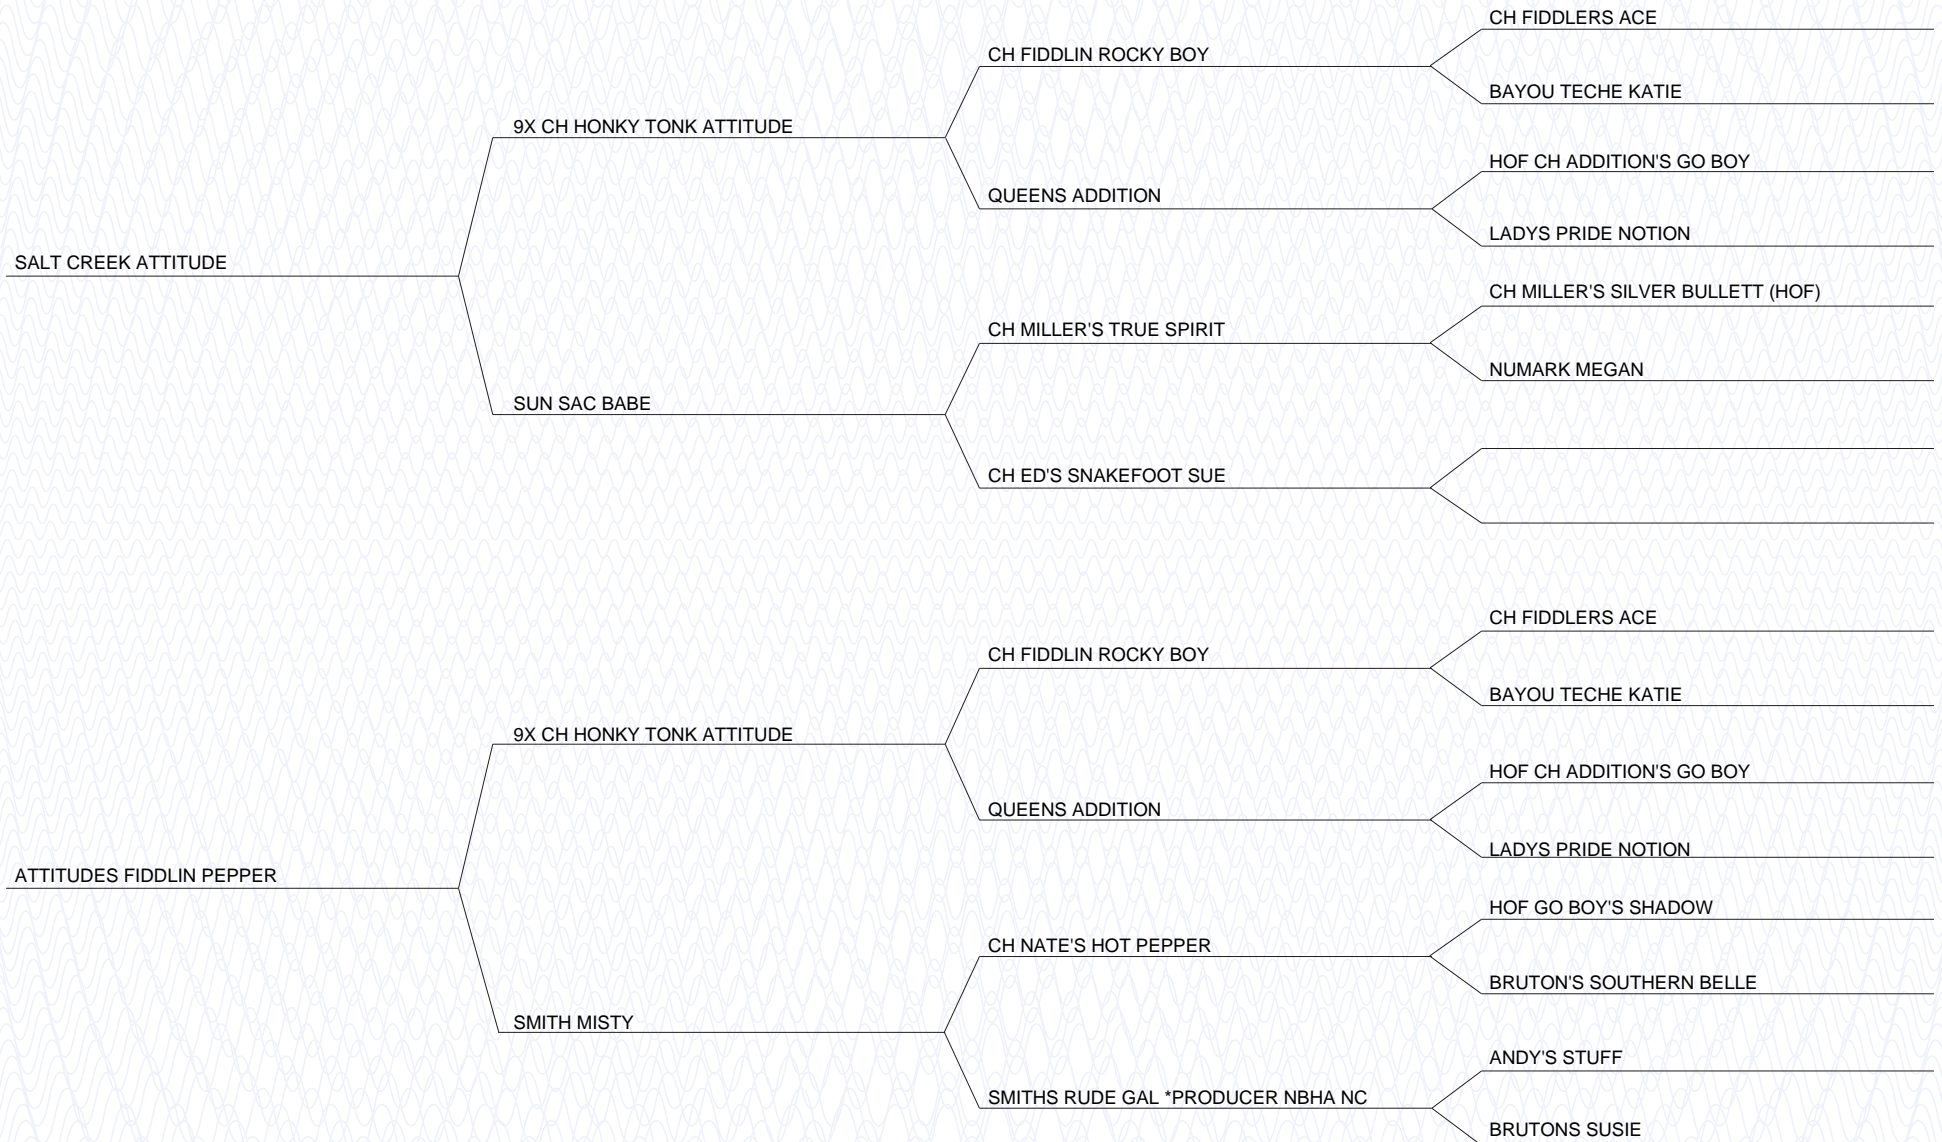 CH FIDDLERS ACE
CH FIDDLIN ROCKY BOY
BAYOU TECHE KATIE
9X CH HONKY TONK ATTITUDE
HOF CH ADDITION'S GO BOY
QUEENS ADDITION
LADYS PRIDE NOTION
SALT CREEK ATTITUDE
CH MILLER'S SILVER BULLETT (HOF)
CH MILLER'S TRUE SPIRIT
NUMARK MEGAN
SUN SAC BABE
CH ED'S SNAKEFOOT SUE
CH FIDDLERS ACE
CH FIDDLIN ROCKY BOY
BAYOU TECHE KATIE
9X CH HONKY TONK ATTITUDE
HOF CH ADDITION'S GO BOY
QUEENS ADDITION
LADYS PRIDE NOTION
ATTITUDES FIDDLIN PEPPER
HOF GO BOY'S SHADOW
CH NATE'S HOT PEPPER
BRUTON'S SOUTHERN BELLE
SMITH MISTY
ANDY'S STUFF
SMITHS RUDE GAL *PRODUCER NBHA NC
BRUTONS SUSIE